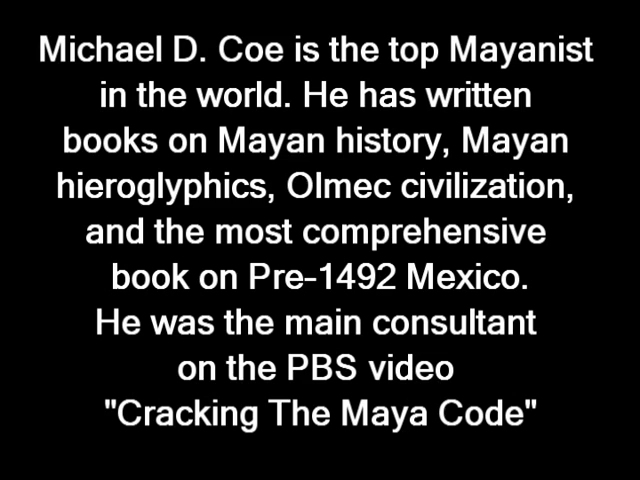 Michael D. Coe is the top Mayanist
in the world. He has written
books on Mayan history, Mayan
hieroglyphics, Olmec civilization,
and the most comprehensive
book on Pre-1492 Mexico.
He was the main consultant
on the PBS video
"Cracking The Maya Code"